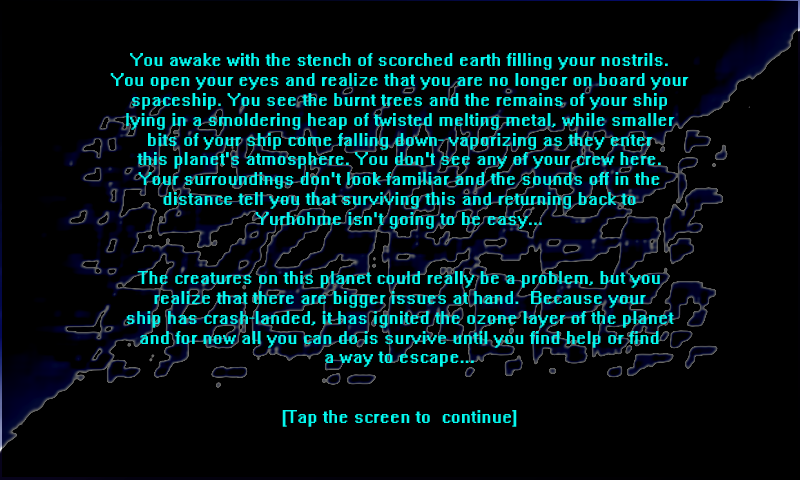 You awake with the stench of scorched earth filling your nostrils.
You open your eyes and realize that you are no longer on board your
spaceship. You see the burnt trees and the remains of your ship
lying in a smoldering heap of twisted melting metal, while smaller
bits of your ship come falling down- vaporizing as they enter
this planet's atmosphere. You don't see any of your crew here.
Your surroundings don't look familiar and the sounds off in the
distance tell you that surviving this and returning back to
Yurhohme isn't going to be easy...
The creatures on this planet could really be a problem, but you
realize that there are bigger issues at hand.  Because your
ship has crash-landed, it has ignited the ozone layer of the planet
and for now all you can do is survive until you find help or find
a way to escape...
[Tap the screen to  continue]